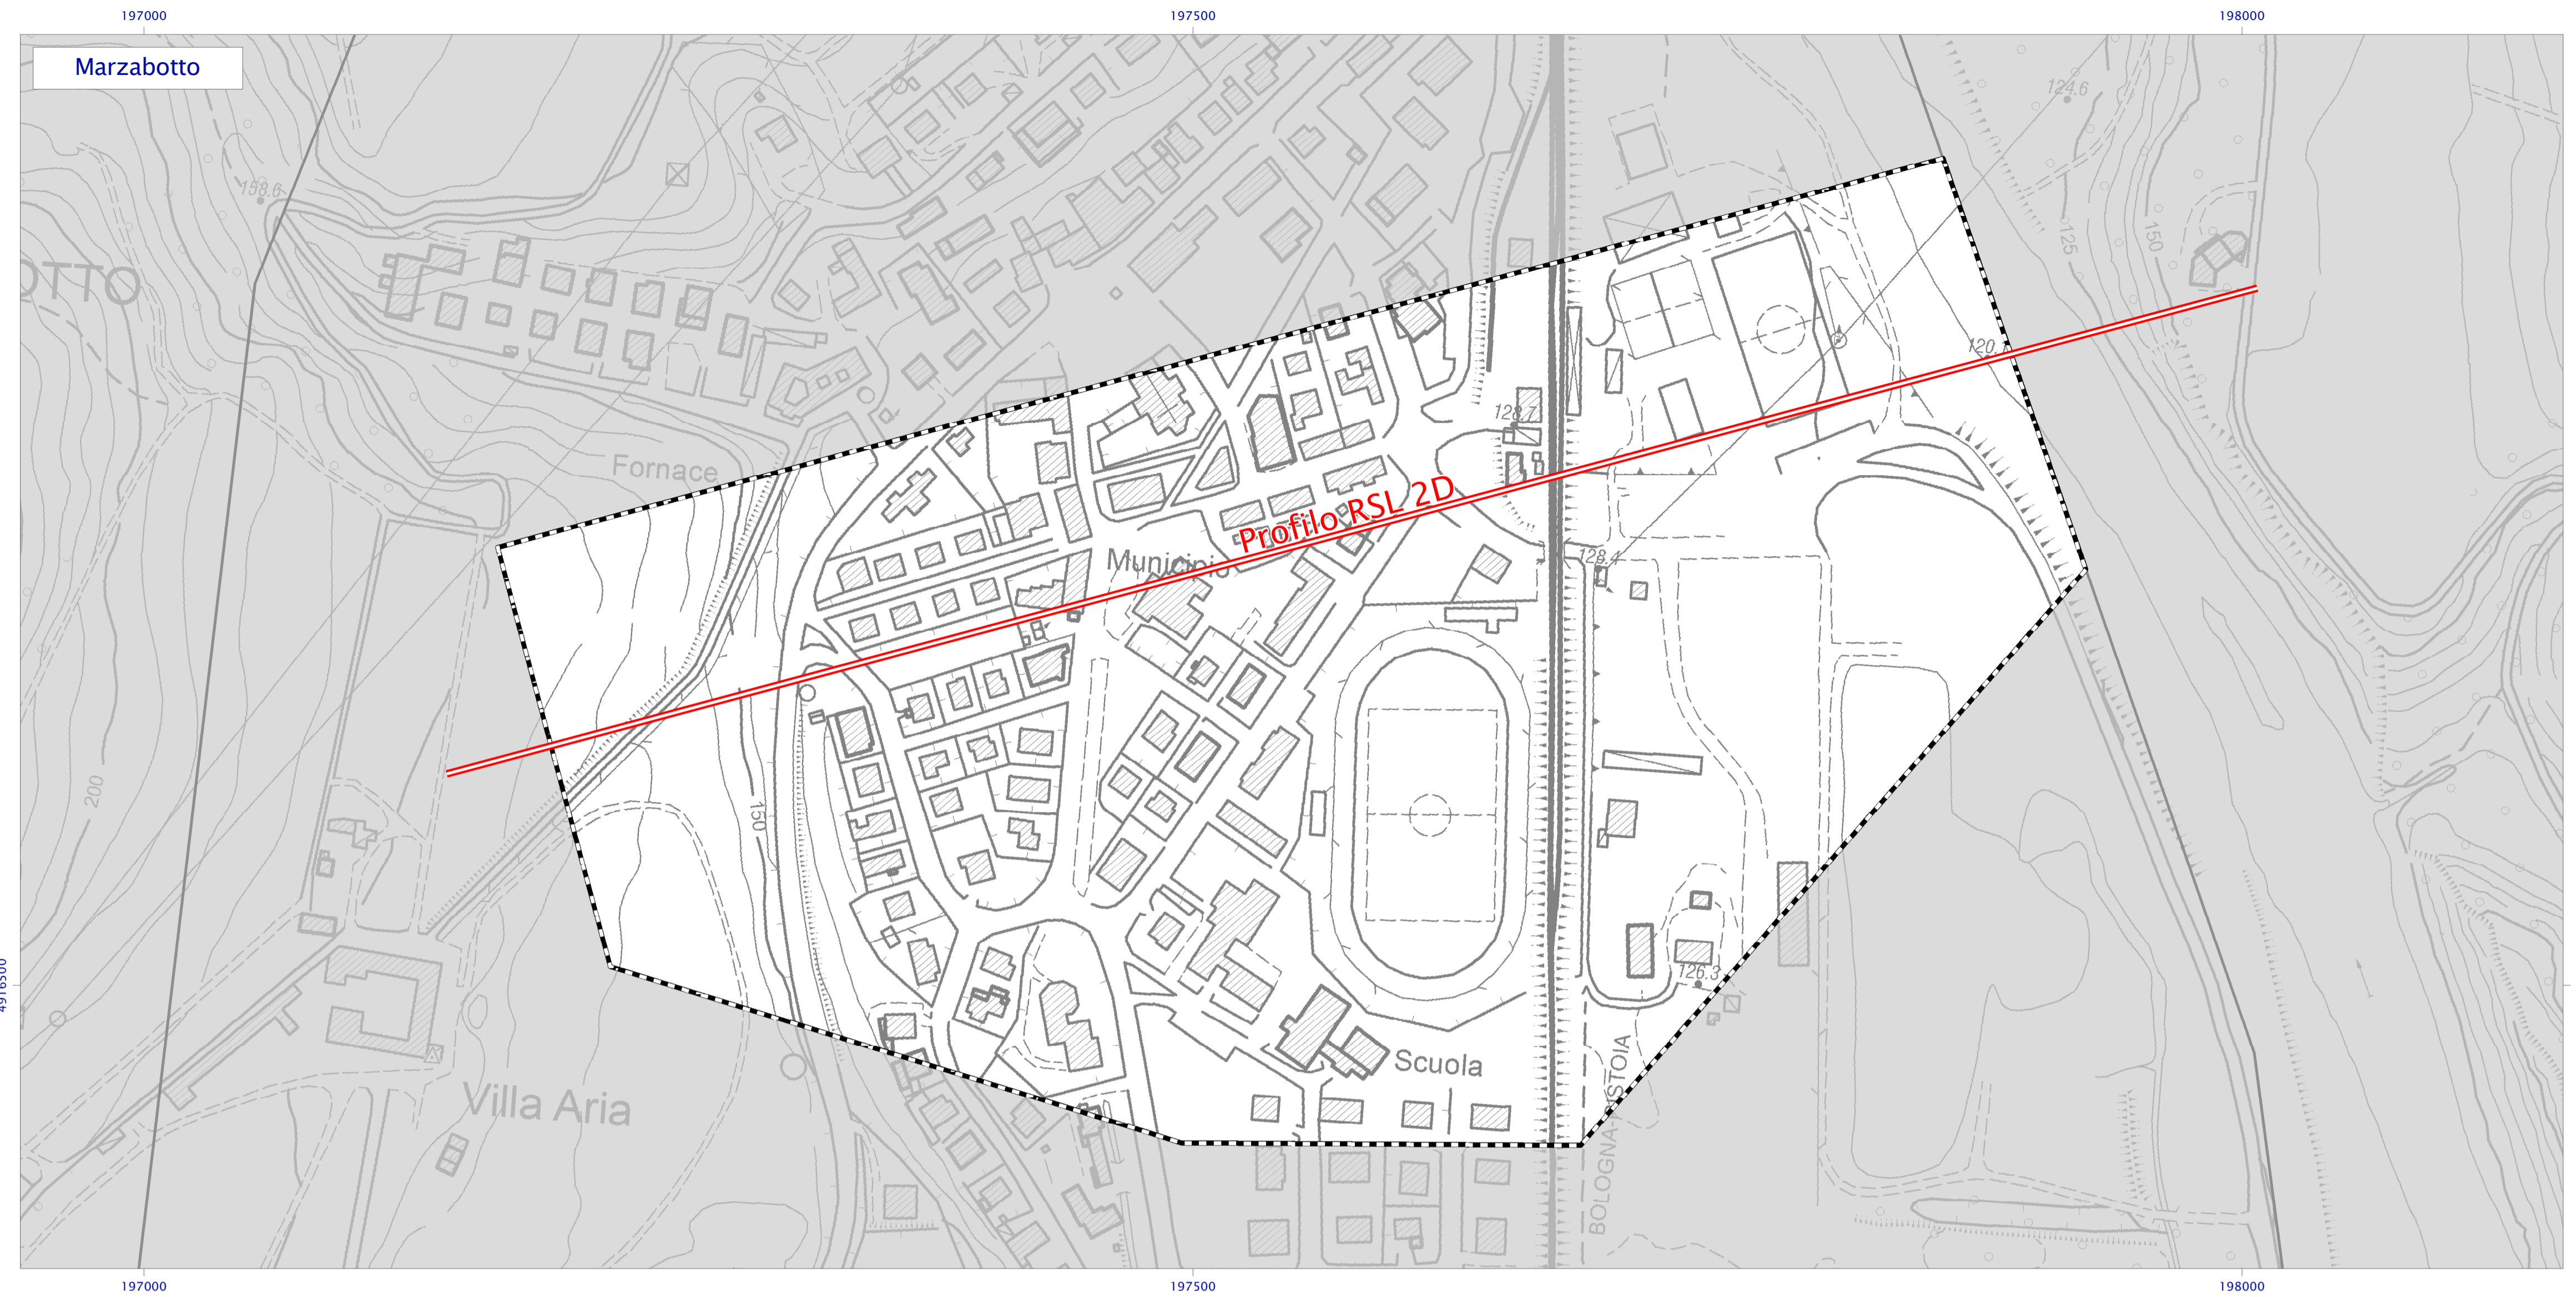 197000
197500
198000
Marzabotto
124.6
158.6
125
150
OTTO
120.
128.7
Fornace
Profilo RSL 2D
Municipio
128.4
200
150
4916500
126.3
Scuola
BOLOGNA-PISTOIA
Villa Aria
197000
197500
198000